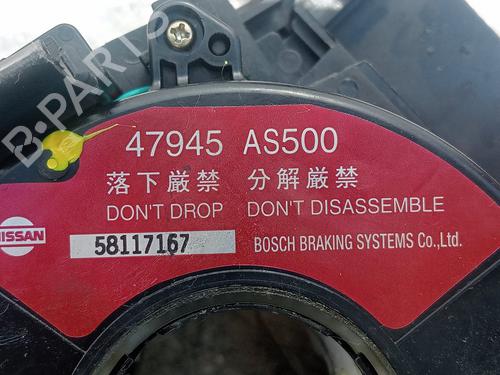 B-PARTS
47945 AS500
落下厳禁 分解厳禁
DON'T DROP DON'T DISASSEMBLE
NISSAN
58117167 BOSCH BRAKING SYSTEMS Co.,Ltd.